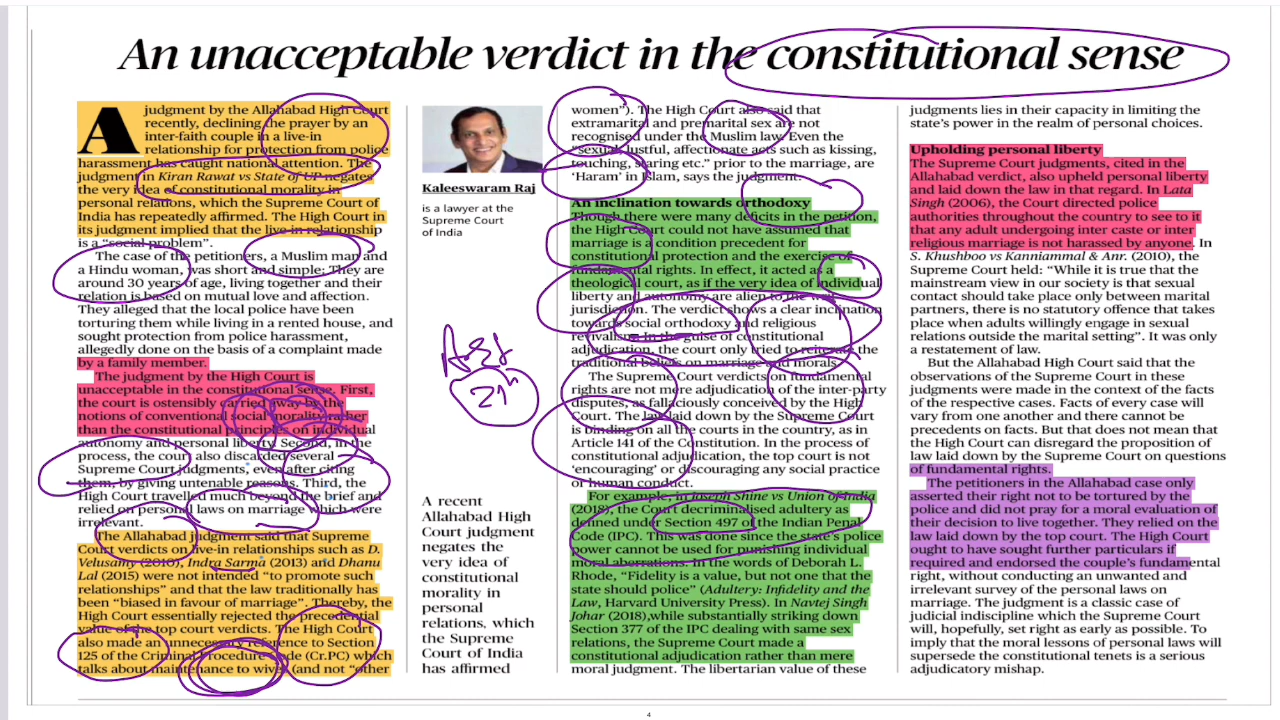 An unacceptable verdict in the constitutional sense
A judgment by the Allahabad High Court
recently, declining the prayer by an
inter-faith couple in a live-in
relationship for protection from police
harassment has caught national attention. The
judgment in Kiran Rawat vs State of UP negates
the very idea of constitutional morality in
personal relations, which the Supreme Court of
India has repeatedly affirmed. The High Court in
its judgment implied that the live-in relationship
is a “social problem”.
The case of the petitioners, a Muslim man and
a Hindu woman, was short and simple: They are
around 30 years of age, living together and their
relation is based on mutual love and affection.
They alleged that the local police have been
torturing them while living in a rented house, and
sought protection from police harassment,
allegedly done on the basis of a complaint made
by a family member.
The judgment by the High Court is
unacceptable in the constitutional sense. First,
the court is ostensibly carried away by the
notions of conventional social morality rather
than the constitutional principles on individual
autonomy and personal liberty. Second, in the
process, the court also discarded several
Supreme Court judgments, even after citing
them, by giving untenable reasons. Third, the
High Court travelled much beyond the brief and
relied on personal laws on marriage which were
irrelevant.
The Allahabad judgment said that Supreme
Court verdicts on live-in relationships such as D.
Velusamy (2010), Indra Sarma (2013) and Dhanu
Lal (2015) were not intended “to promote such
relationships” and that the law traditionally has
been “biased in favour of marriage”. Thereby, the
High Court essentially rejected the precedential
value of the top court verdicts. The High Court
also made an unnecessary reference to Section
125 of the Criminal Procedure Code (Cr.PC) which
talks about maintenance to wives (and not “other
Kaleeswaram Raj
is a lawyer at the
Supreme Court
of India
21
A recent
Allahabad High
Court judgment
negates the
very idea of
constitutional
morality in
personal
relations, which
the Supreme
Court of India
has affirmed
women”). The High Court also said that
extramarital and premarital sex are not
recognised under the Muslim law. Even the
“sexual, lustful, affectionate acts such as kissing,
touching, staring etc.” prior to the marriage, are
‘Haram’ in Islam, says the judgment.
An inclination towards orthodoxy
Though there were many deficits in the petition,
the High Court could not have assumed that
marriage is a condition precedent for
constitutional protection and the exercise of
fundamental rights. In effect, it acted as a
theological court, as if the very idea of individual
liberty and autonomy are alien to the writ
jurisdiction. The verdict shows a clear inclination
towards social orthodoxy and religious
revivalism. In the guise of constitutional
adjudication, the court only tried to reiterate the
traditional beliefs on marriage and morals.
The Supreme Court verdicts on fundamental
rights are not mere adjudication of the inter-party
disputes, as fallaciously conceived by the High
Court. The law laid down by the Supreme Court
is binding on all the courts in the country, as in
Article 141 of the Constitution. In the process of
constitutional adjudication, the top court is not
‘encouraging’ or discouraging any social practice
or human conduct.
For example, in Joseph Shine vs Union of India
(2018), the Court decriminalised adultery as
defined under Section 497 of the Indian Penal
Code (IPC). This was done since the state’s police
power cannot be used for punishing individual
moral aberrations. In the words of Deborah L.
Rhode, “Fidelity is a value, but not one that the
state should police” (Adultery: Infidelity and the
Law, Harvard University Press). In Navtej Singh
Johar (2018),while substantially striking down
Section 377 of the IPC dealing with same sex
relations, the Supreme Court made a
constitutional adjudication rather than mere
moral judgment. The libertarian value of these
judgments lies in their capacity in limiting the
state’s power in the realm of personal choices.
Upholding personal liberty
The Supreme Court judgments, cited in the
Allahabad verdict, also upheld personal liberty
and laid down the law in that regard. In Lata
Singh (2006), the Court directed police
authorities throughout the country to see to it
that any adult undergoing inter caste or inter
religious marriage is not harassed by anyone. In
S. Khushboo vs Kanniammal & Anr. (2010), the
Supreme Court held: “While it is true that the
mainstream view in our society is that sexual
contact should take place only between marital
partners, there is no statutory offence that takes
place when adults willingly engage in sexual
relations outside the marital setting”. It was only
a restatement of law.
But the Allahabad High Court said that the
observations of the Supreme Court in these
judgments were made in the context of the facts
of the respective cases. Facts of every case will
vary from one another and there cannot be
precedents on facts. But that does not mean that
the High Court can disregard the proposition of
law laid down by the Supreme Court on questions
of fundamental rights.
The petitioners in the Allahabad case only
asserted their right not to be tortured by the
police and did not pray for a moral evaluation of
their decision to live together. They relied on the
law laid down by the top court. The High Court
ought to have sought further particulars if
required and endorsed the couple’s fundamental
right, without conducting an unwanted and
irrelevant survey of the personal laws on
marriage. The judgment is a classic case of
judicial indiscipline which the Supreme Court
will, hopefully, set right as early as possible. To
imply that the moral lessons of personal laws will
supersede the constitutional tenets is a serious
adjudicatory mishap.
4